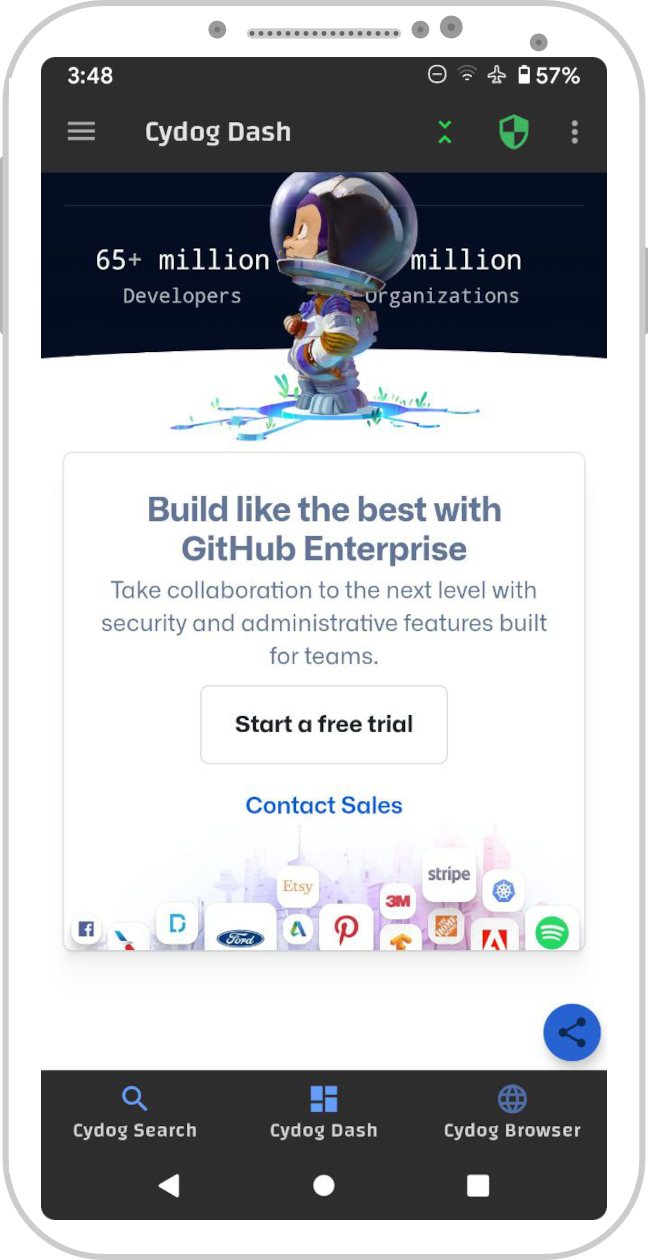 3:48
57%
Cydog Dash
65+ million
million
Developers
Organizations
Build like the best with
GitHub Enterprise
Take collaboration to the next level with
security and administrative features built
for teams.
Start a free trial
Contact Sales
stripe
Etsy
3M
Ford
Cydog Search
Cydog Dash
Cydog Browser